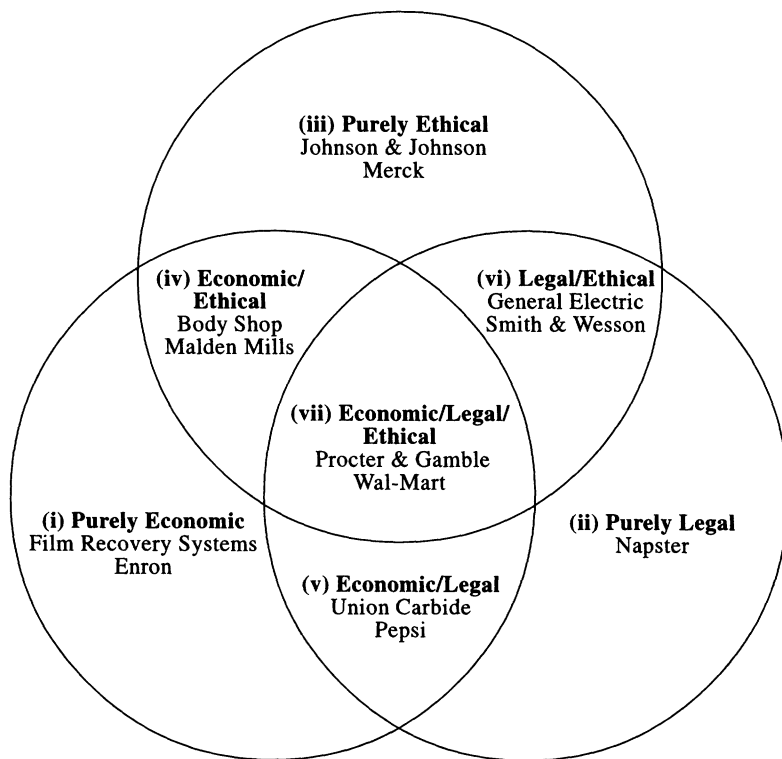 (iii) Purely Ethical
Johnson & Johnson
Merck
(iv) Economic/
Ethical
Body Shop
Malden Mills
(vi) Legal/Ethical
General Electric
Smith & Wesson
(vii) Economic/Legal/
Ethical
Procter & Gamble
Wal-Mart
(i) Purely Economic
Film Recovery Systems
Enron
(ii) Purely Legal
Napster
(v) Economic/Legal
Union Carbide
Pepsi